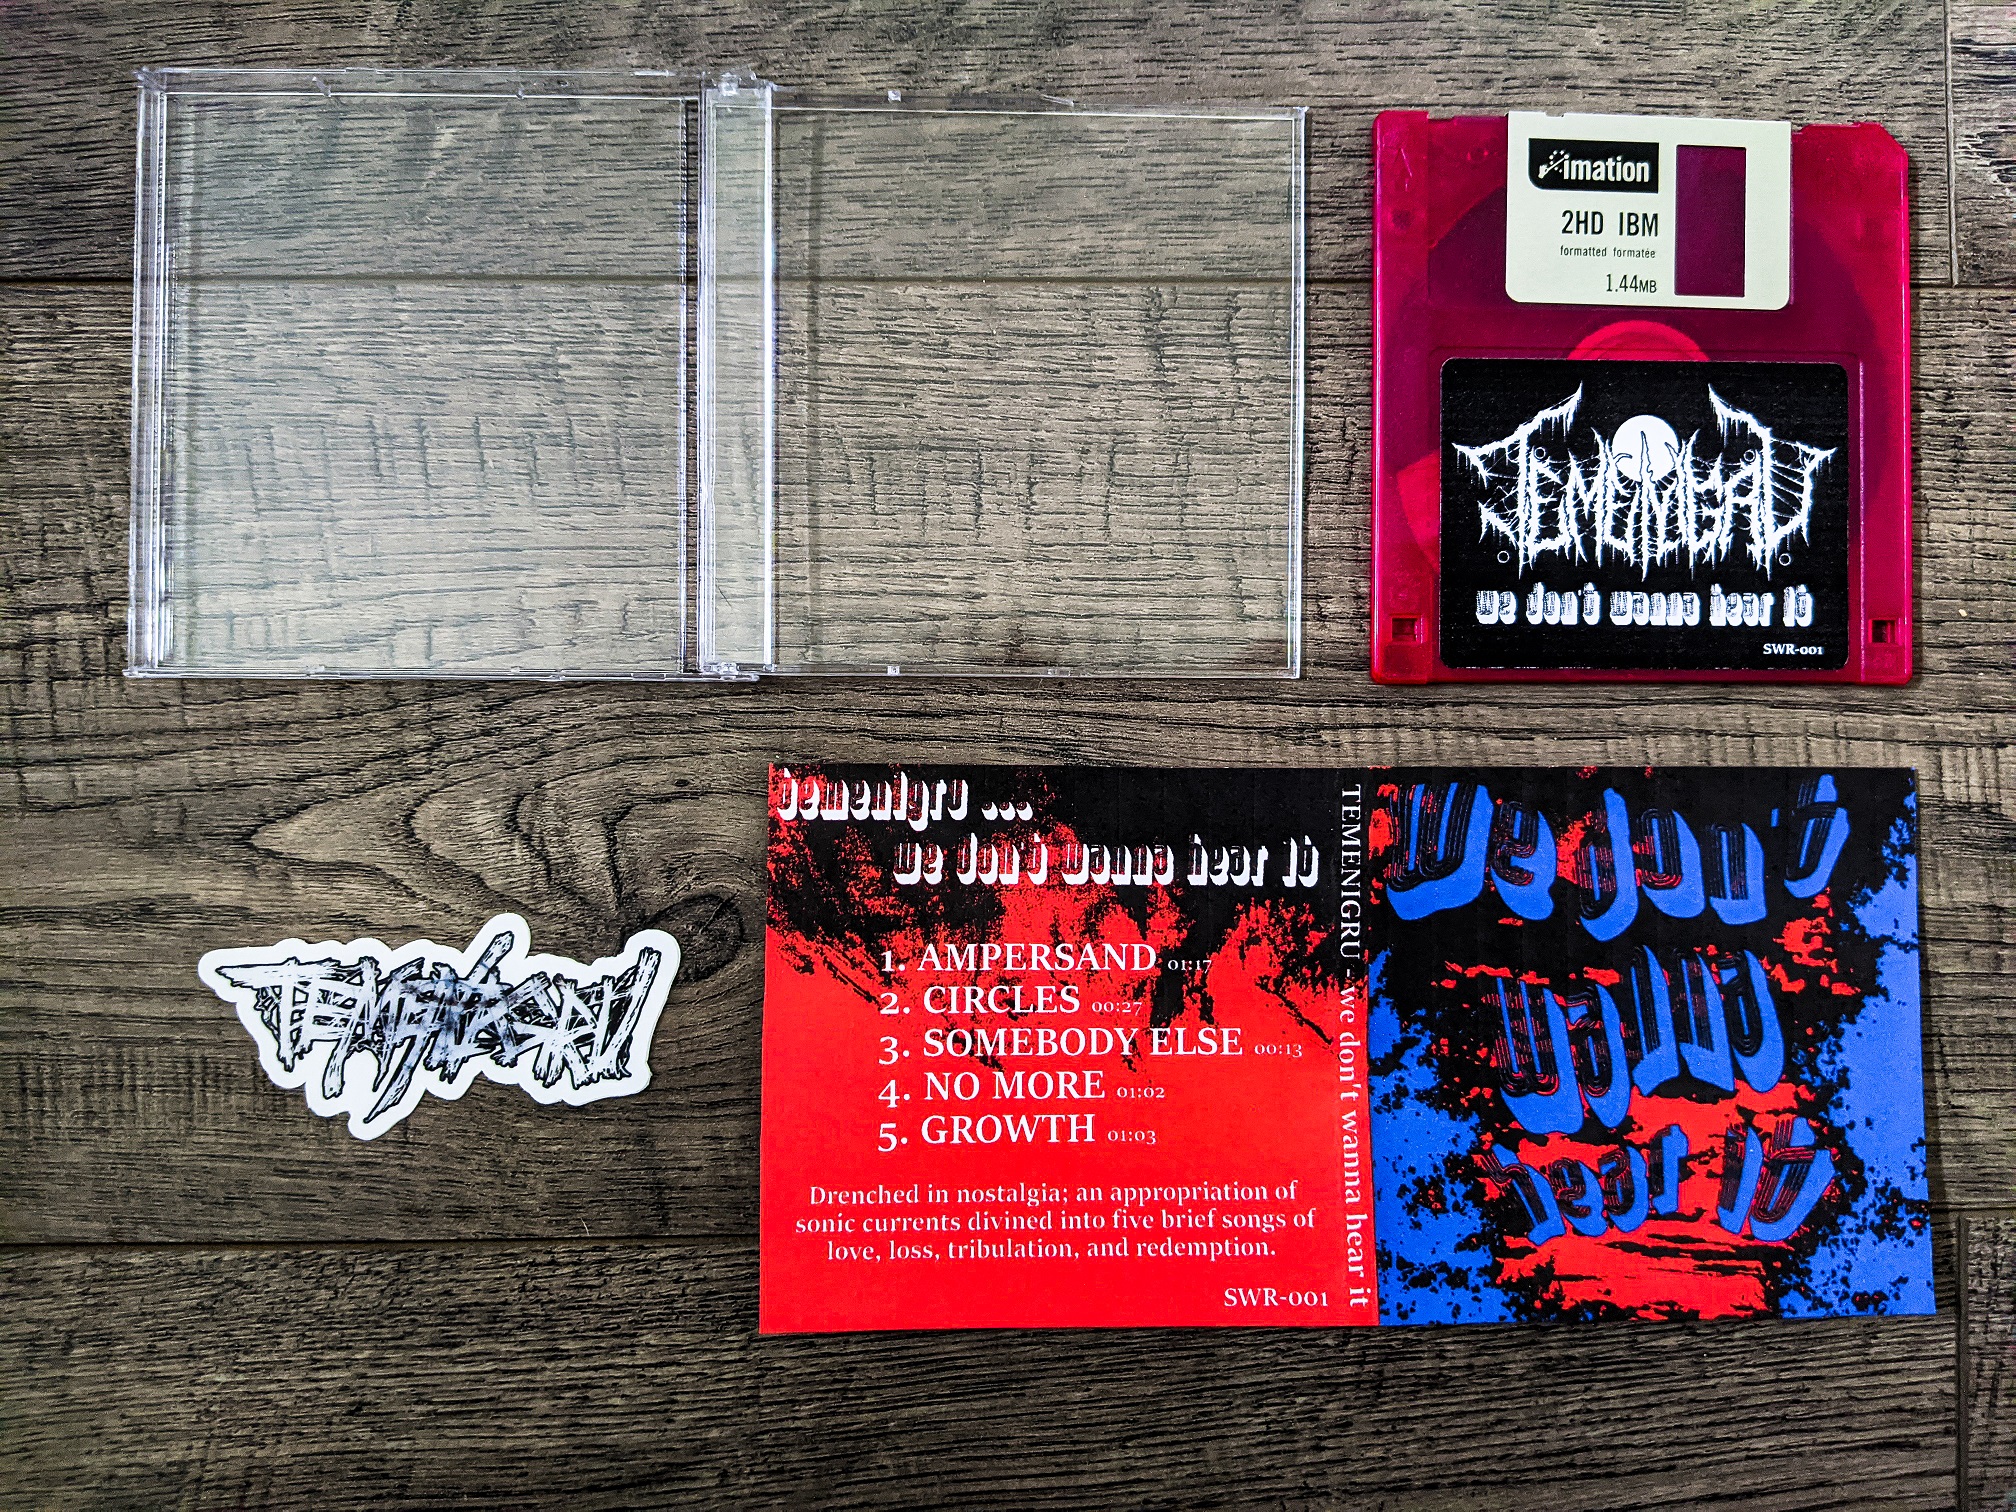 imation
2HD IBM
formatted formatée
1.44MB
TEMENIGRU
we don't wanna hear it
SWR-001
TEMENIGRU
temenigru ...
we don't wanna hear it
1. AMPERSAND 01:17
2. CIRCLES 00:27
3. SOMEBODY ELSE 00:13
4. NO MORE 01:02
5. GROWTH 01:03
Drenched in nostalgia; an appropriation of
sonic currents divined into five brief songs of
love, loss, tribulation, and redemption.
SWR-001
TEMENIGRU - we don't wanna hear it
we don't
wanna
hear it